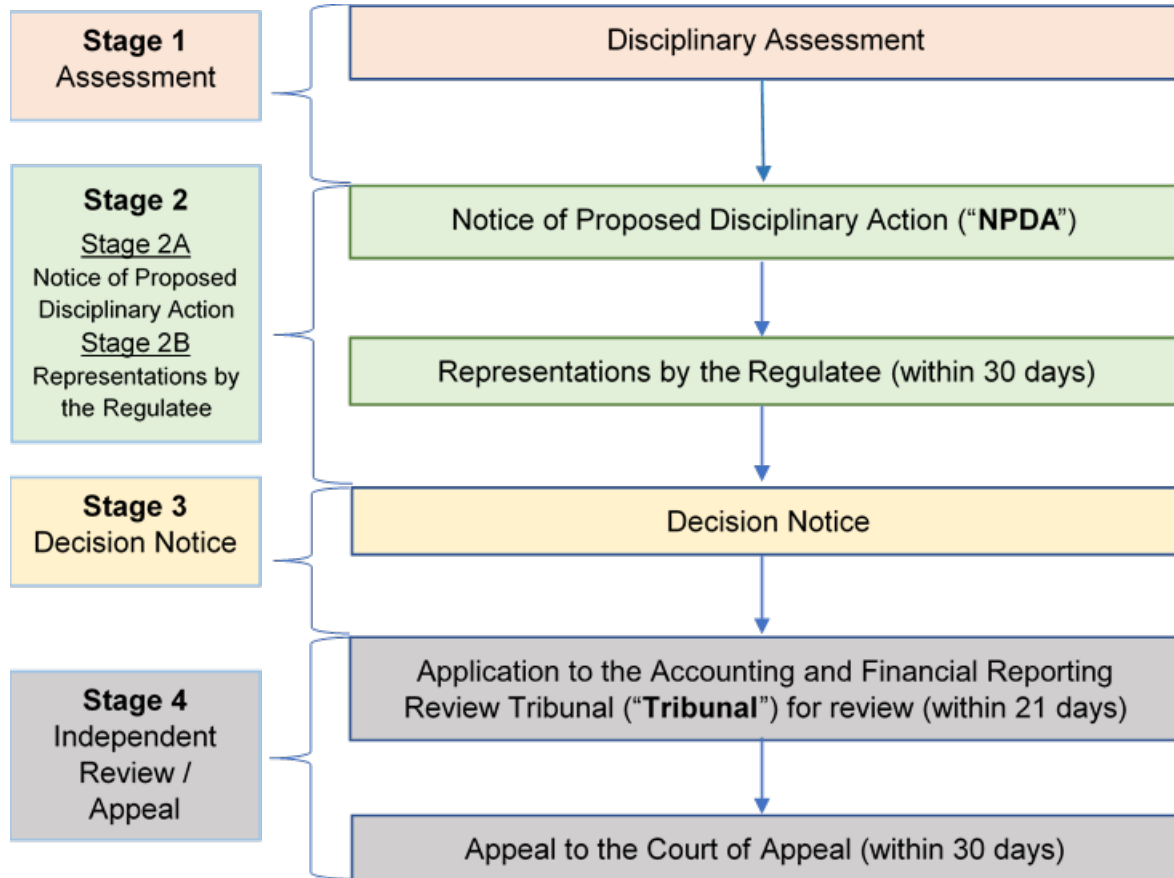 Stage 1
Assessment
Disciplinary Assessment
Stage 2
Stage 2A
Notice of Proposed
Disciplinary Action
Stage 2B
Representations by
the Regulatee
Notice of Proposed Disciplinary Action (“NPDA”)
Representations by the Regulatee (within 30 days)
Stage 3
Decision Notice
Decision Notice
Stage 4
Independent
Review /
Appeal
Application to the Accounting and Financial Reporting
Review Tribunal (“Tribunal”) for review (within 21 days)
Appeal to the Court of Appeal (within 30 days)